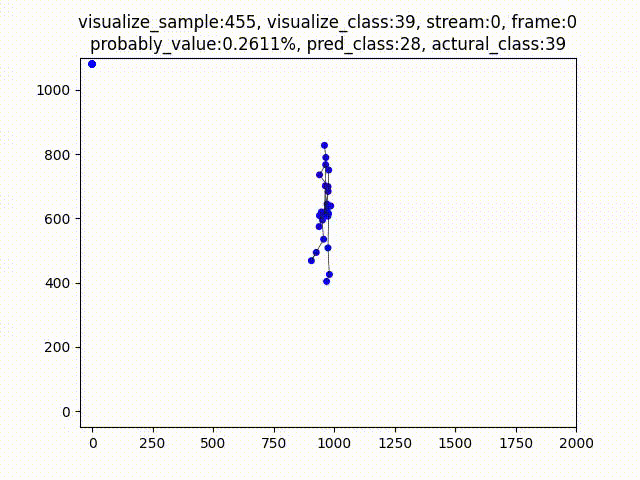 visualize_sample:455, visualize_class:39, stream:0, frame:0
probably_value:0.2611%, pred_class:28, actural_class:39
1000
800
600
400
200
0
0 250 500 750 1000 1250 1500 1750 2000